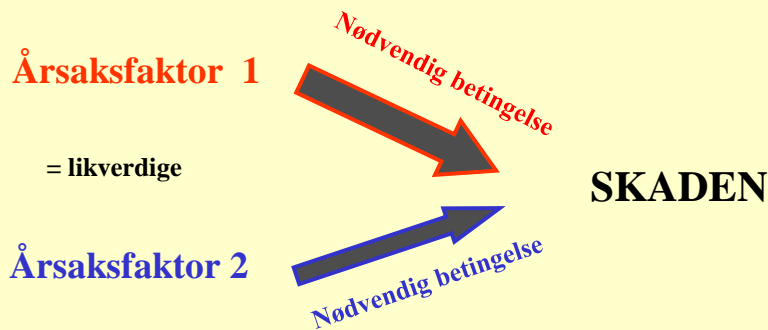 Nødvendig betingelse
Årsaksfaktor 1
= likverdige
SKADEN
Årsaksfaktor 2
Nødvendig betingelse